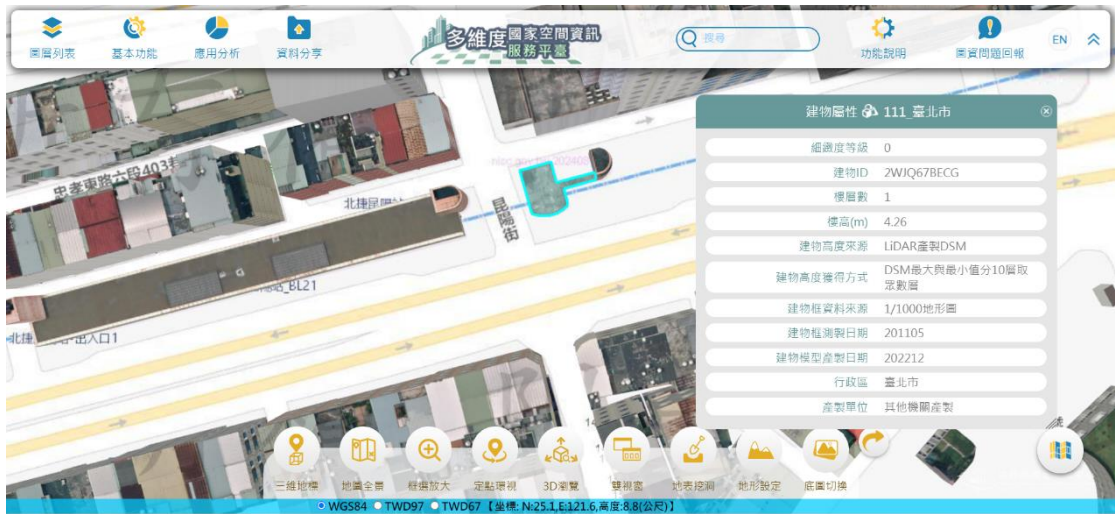 圖層列表
基本功能
應用分析
資料分享
多維度國家空間資訊
服務平臺
搜尋
功能說明
圖資問題回報
EN
建物屬性 111_臺北市
細緻度等級 0
建物ID 2WJQ67BECG
樓層數 1
樓高(m) 4.26
建物高度來源 LiDAR產製DSM
建物高度獲得方式 DSM最大與最小值分10層取
眾數層
建物框資料來源 1/1000地形圖
建物框測製日期 201105
建物模型產製日期 202212
行政區 臺北市
產製單位 其他機關產製
忠孝東路六段403巷
北捷昆陽站
昆陽街
站_BL21
北捷
出入口1
三維地標
地圖全景
框選放大
定點環視
3D瀏覽
雙視窗
地表挖洞
地形設定
底圖切換
WGS84 TWD97 TWD67 【坐標: N:25.1,E:121.6,高度:8.8(公尺)】